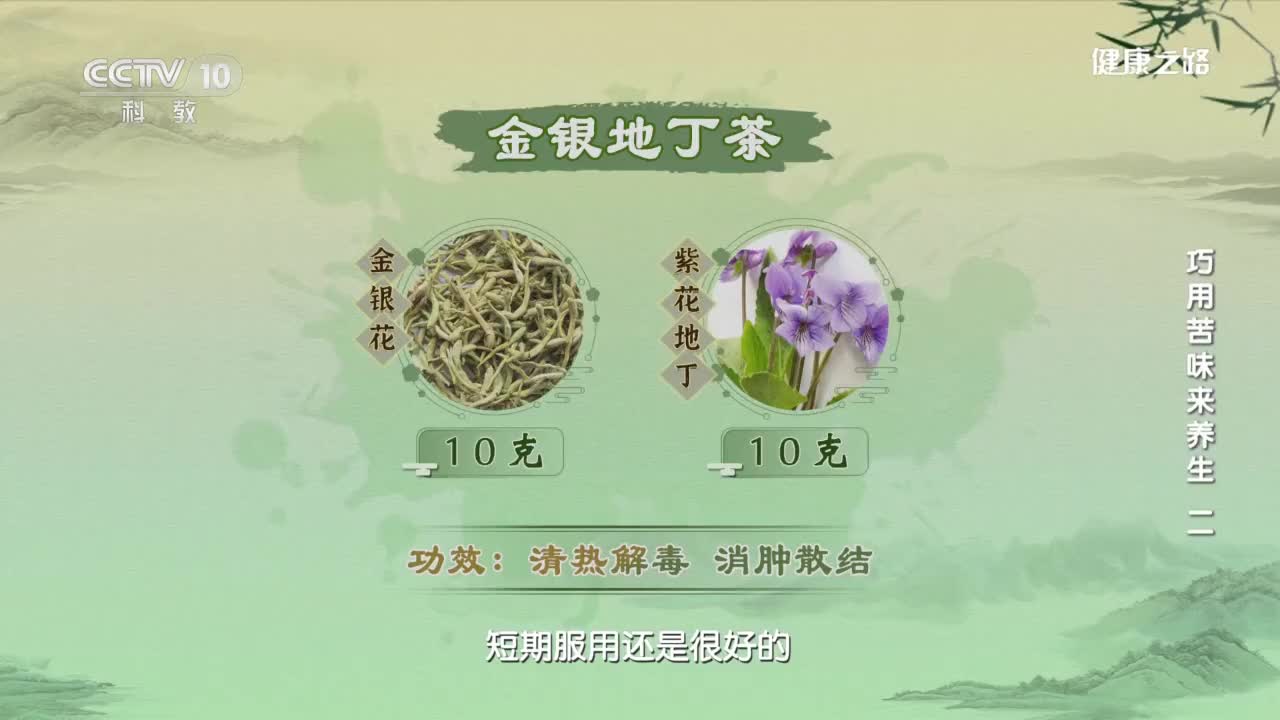 CCTV 10
科教
健康之路
金银地丁茶
金银花
紫花地丁
10克
10克
功效：清热解毒 消肿散结
短期服用还是很好的
巧用苦味来养生 二